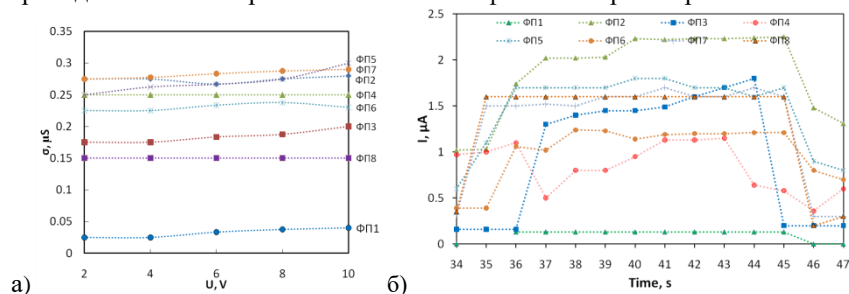 0.35
0.3
0.25
0.2
0.15
0.1
0.05
0
σ, μS
2 4 6 8 10
U, V
ФП5
ФП7
ФП2
ФП4
ФП6
ФП3
ФП8
ФП1
а)
2.5
2
1.5
1
0.5
0
I, μA
ФП1 ФП2 ФП3 ФП4
ФП5 ФП6 ФП7 ФП8
34 35 36 37 38 39 40 41 42 43 44 45 46 47
Time, s
б)